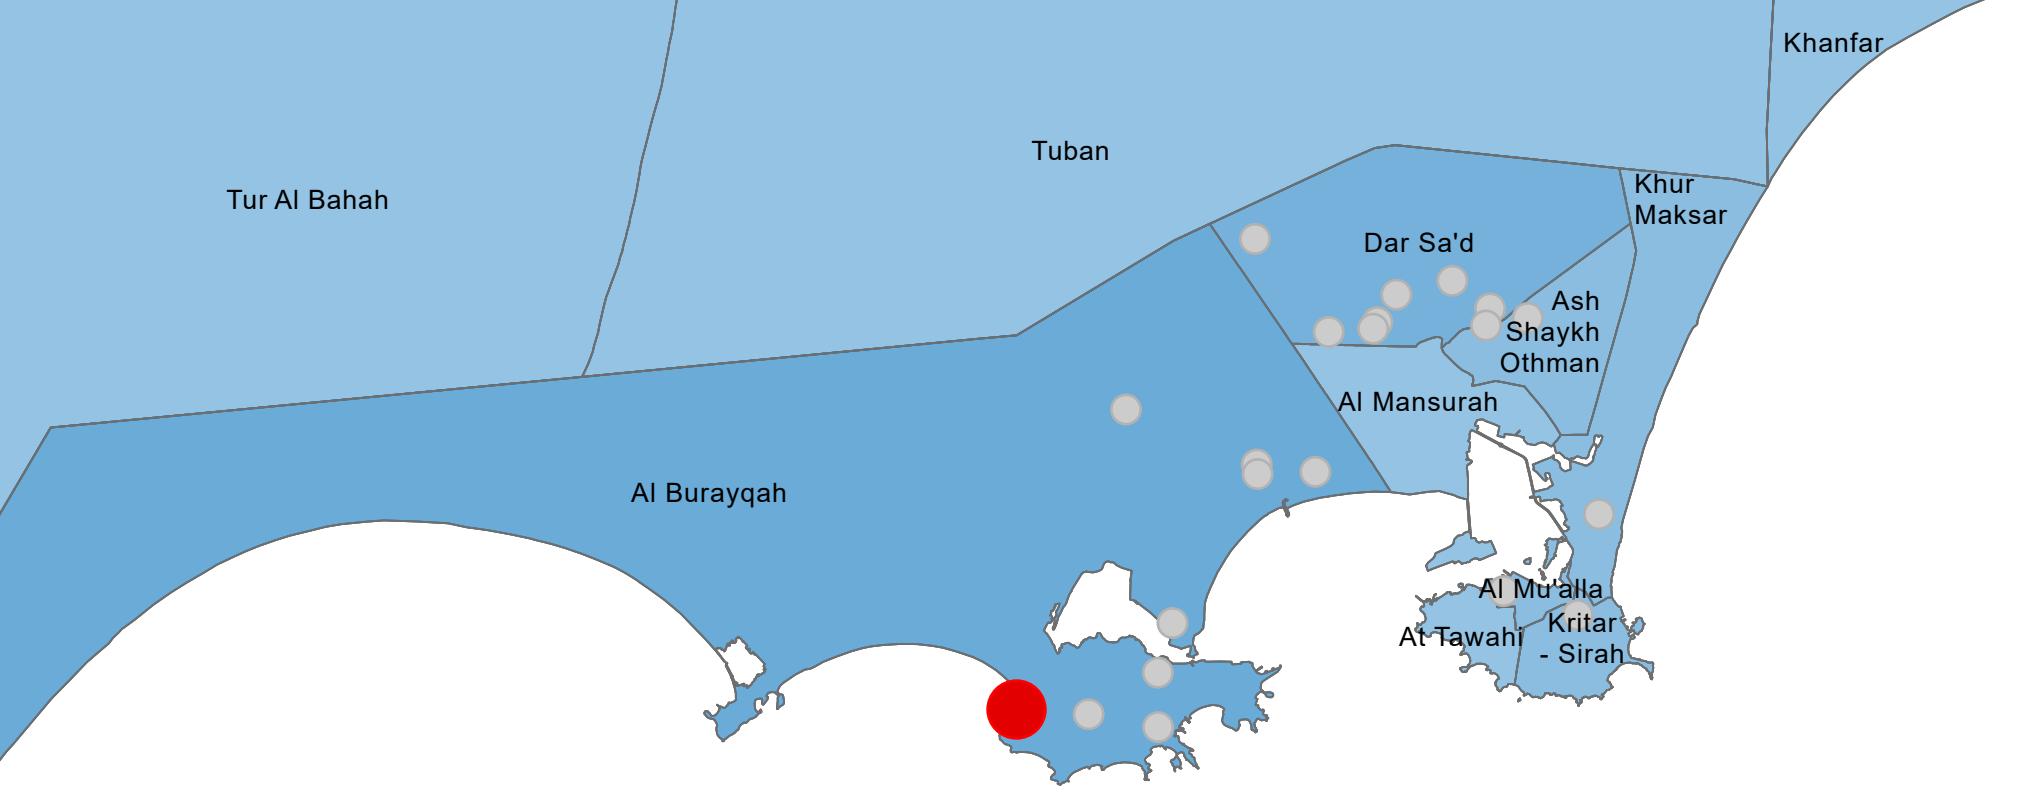 Khanfar
Tuban
Tur Al Bahah
Khur
Maksar
Dar Sa'd
Ash
Shaykh
Othman
Al Mansurah
Al Burayqah
Al Mu'alla
At Tawahi
Kritar
- Sirah